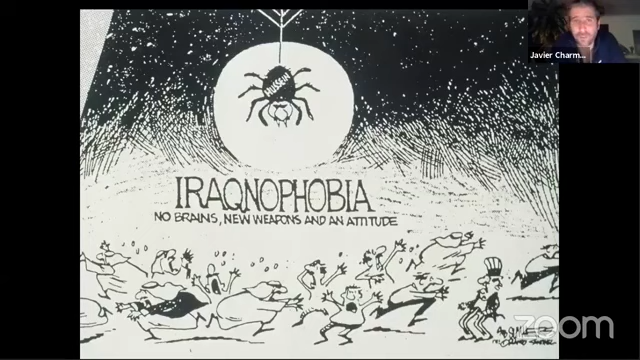 Javier Charm...
HUSSEIN
IRAQNOPHOBIA
NO BRAINS, NEW WEAPONS AND AN ATTITUDE
zoom